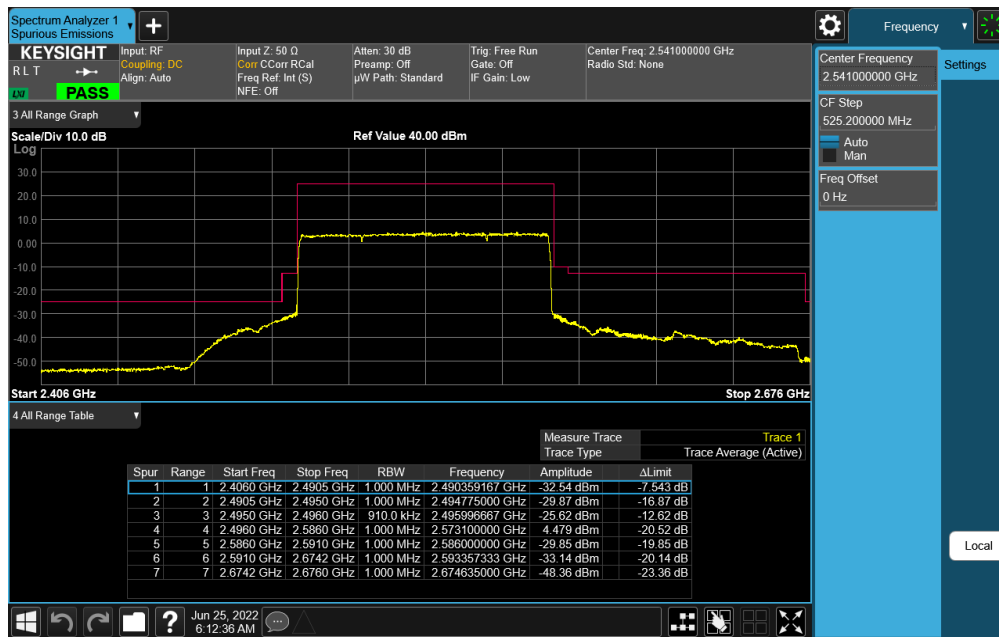 Spectrum Analyzer 1
Spurious Emissions
Frequency
KEYSIGHT Input: RF Input Z: 50 Ω Atten: 30 dB Trig: Free Run Center Freq: 2.541000000 GHz
R L T Coupling: DC Corr CCorr RCal Preamp: Off Gate: Off Radio Std: None
Align: Auto Freq Ref: Int (S) µW Path: Standard IF Gain: Low
LXI PASS NFE: Off
Center Frequency
2.541000000 GHz
Settings
CF Step
525.200000 MHz
Auto
Man
Freq Offset
0 Hz
3 All Range Graph
Scale/Div 10.0 dB Ref Value 40.00 dBm
Log
30.0
20.0
10.0
0.00
-10.0
-20.0
-30.0
-40.0
-50.0
Start 2.406 GHz Stop 2.676 GHz
4 All Range Table
Measure Trace Trace 1
Trace Type Trace Average (Active)
Spur Range Start Freq Stop Freq RBW Frequency Amplitude ΔLimit
1 1 2.4060 GHz 2.4905 GHz 1.000 MHz 2.490359167 GHz -32.54 dBm -7.543 dB
2 2 2.4905 GHz 2.4950 GHz 1.000 MHz 2.494775000 GHz -29.87 dBm -16.87 dB
3 3 2.4950 GHz 2.4960 GHz 910.0 kHz 2.495996667 GHz -25.62 dBm -12.62 dB
4 4 2.4960 GHz 2.5860 GHz 1.000 MHz 2.573100000 GHz 4.479 dBm -20.52 dB
5 5 2.5860 GHz 2.5910 GHz 1.000 MHz 2.586000000 GHz -29.85 dBm -19.85 dB
6 6 2.5910 GHz 2.6742 GHz 1.000 MHz 2.593357333 GHz -33.14 dBm -20.14 dB
7 7 2.6742 GHz 2.6760 GHz 1.000 MHz 2.674635000 GHz -48.36 dBm -23.36 dB
Local
Jun 25, 2022
6:12:36 AM